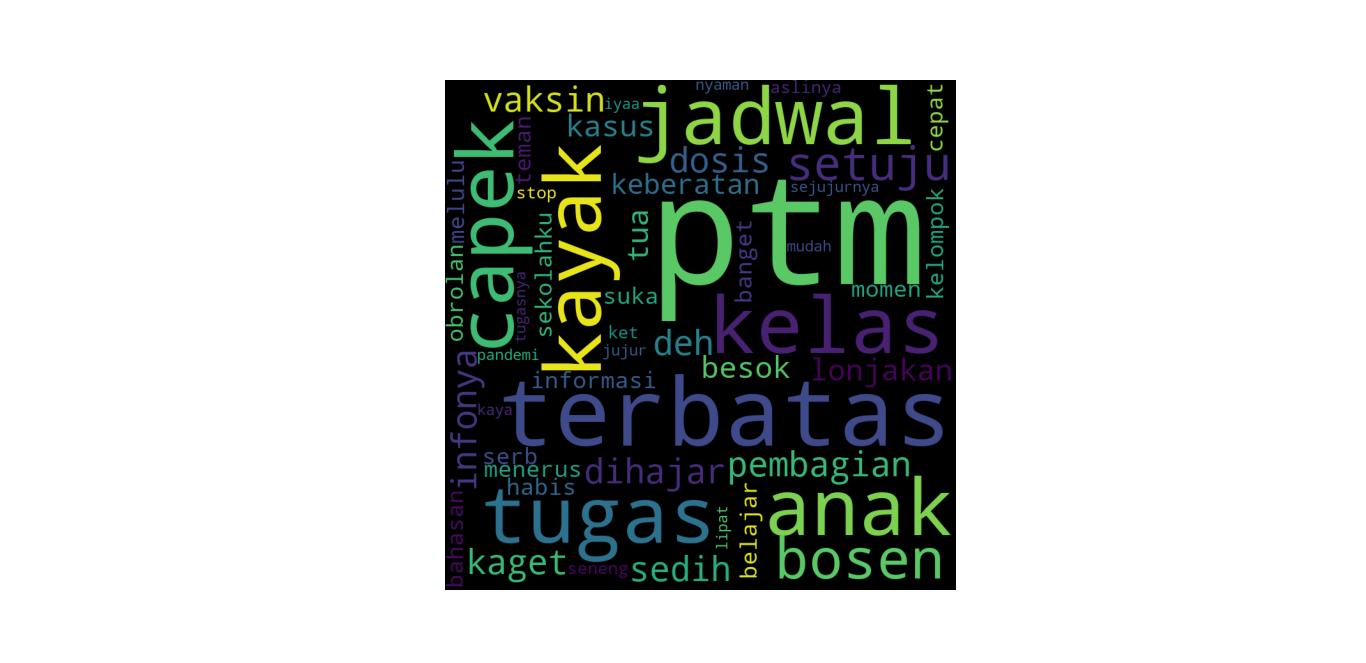 nyaman
aslinya
vaksin
iyaa
jadwal
cepat
kasus
teman
capek
kayak
dosis
setuju
melulu
stop
keberatan
sejujurnya
ptm
kelompok
tua
sekolahku
banget
mudah
obrolan
tugasnya
suka
momen
kelas
ket
deh
jujur
pandemi
besok
lonjakan
infonya
informasi
terbatas
kaya
serb
menerus
dihajar
pembagian
habis
bahasan
tugas
lipat
belajar
anak
kaget
seneng
sedih
bosen